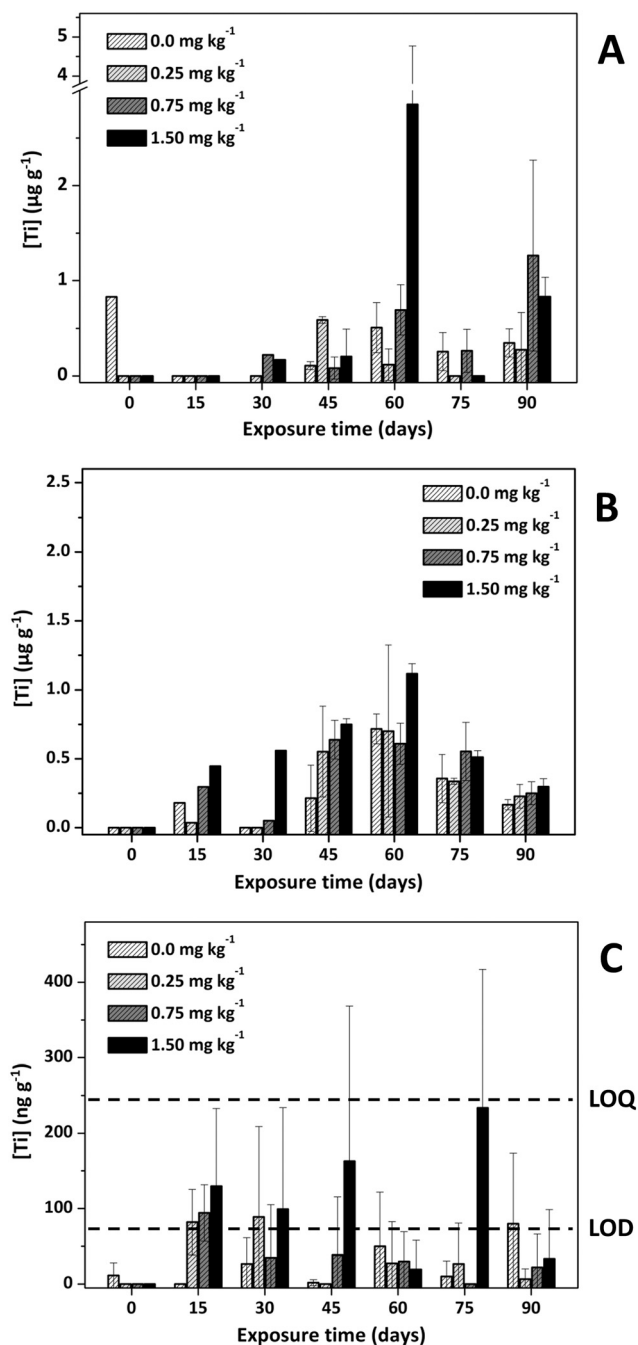 A
0.0 mg kg⁻¹
0.25 mg kg⁻¹
0.75 mg kg⁻¹
1.50 mg kg⁻¹
[Ti] (µg g⁻¹)
5
4
2
1
0
0 15 30 45 60 75 90
Exposure time (days)
B
0.0 mg kg⁻¹
0.25 mg kg⁻¹
0.75 mg kg⁻¹
1.50 mg kg⁻¹
[Ti] (µg g⁻¹)
2.5
2.0
1.5
1.0
0.5
0.0
0 15 30 45 60 75 90
Exposure time (days)
C
0.0 mg kg⁻¹
0.25 mg kg⁻¹
0.75 mg kg⁻¹
1.50 mg kg⁻¹
[Ti] (ng g⁻¹)
400
300
200
100
0
LOQ
LOD
0 15 30 45 60 75 90
Exposure time (days)